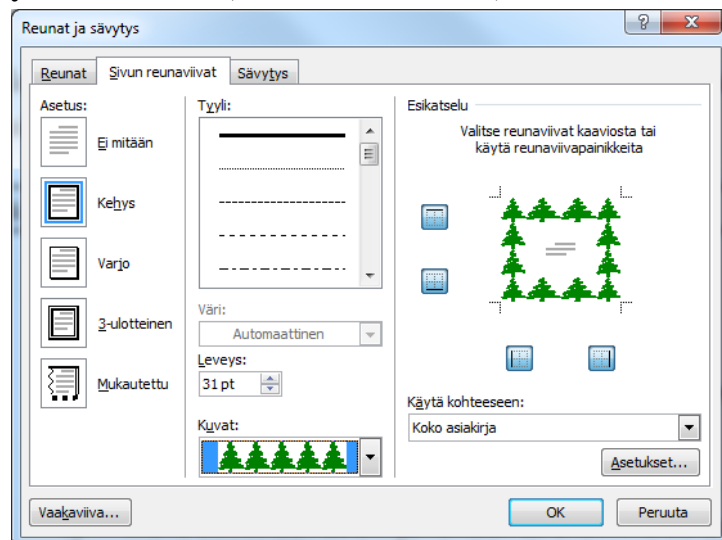 Reunat ja sävytys
Reunat
Sivun reunaviivat
Sävytys
Asetus:
Ei mitään
Kehys
Varjo
3-ulotteinen
Mukautettu
Tyyli:
Väri:
Automaattinen
Leveys:
31 pt
Kuvat:
Esikatselu
Valitse reunaviivat kaaviosta tai
käytä reunaviivapainikkeita
Käytä kohteeseen:
Koko asiakirja
Asetukset...
Vaakaviiva...
OK
Peruuta